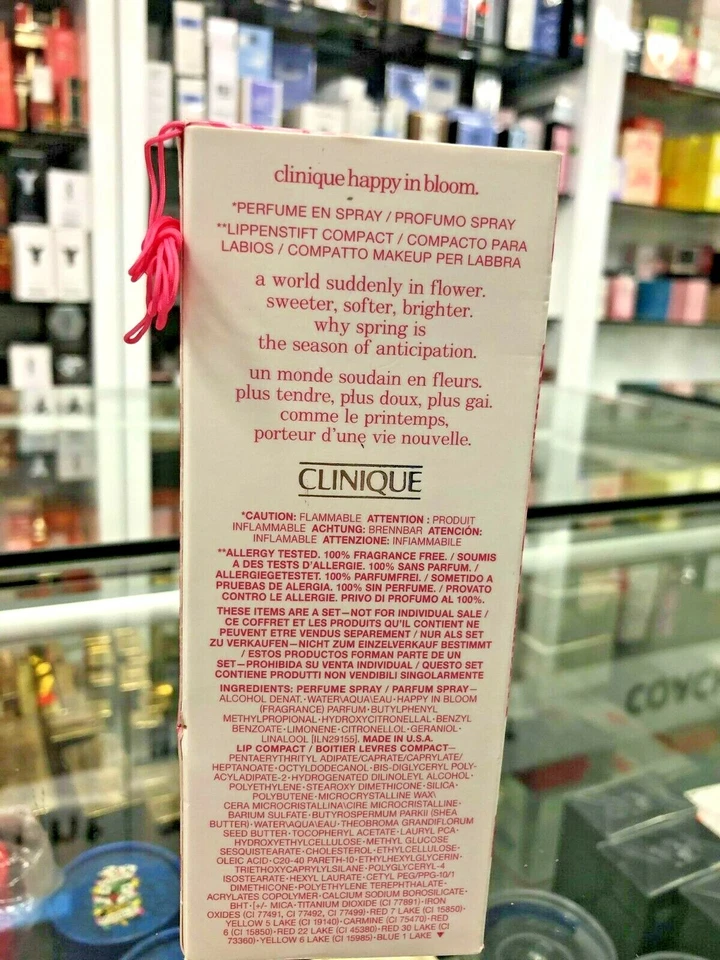 clinique happy in bloom.
*PERFUME EN SPRAY / PROFUMO SPRAY
**LIPPENSTIFT COMPACT / COMPACTO PARA
LABIOS / COMPATTO MAKEUP PER LABBRA
a world suddenly in flower.
sweeter, softer, brighter.
why spring is
the season of anticipation.
un monde soudain en fleurs.
plus tendre, plus doux, plus gai.
comme le printemps,
porteur d'une vie nouvelle.
CLINIQUE
*CAUTION: FLAMMABLE ATTENTION : PRODUIT
INFLAMMABLE ACHTUNG: BRENNBAR ATENCIÓN:
INFLAMABLE ATTENZIONE: INFIAMMABILE
**ALLERGY TESTED. 100% FRAGRANCE FREE. / SOUMIS
A DES TESTS D'ALLERGIE. 100% SANS PARFUM. /
ALLERGIEGETESTET. 100% PARFUMFREI. / SOMETIDO A
PRUEBAS DE ALERGIA. 100% SIN PERFUME. / PROVATO
CONTRO LE ALLERGIE. PRIVO DI PROFUMO AL 100%.
THESE ITEMS ARE A SET—NOT FOR INDIVIDUAL SALE /
CE COFFRET ET LES PRODUITS QU'IL CONTIENT NE
PEUVENT ETRE VENDUS SEPAREMENT / NUR ALS SET
ZU VERKAUFEN—NICHT ZUM EINZELVERKAUF BESTIMMT
/ ESTOS PRODUCTOS FORMAN PARTE DE UN
SET—PROHIBIDA SU VENTA INDIVIDUAL / QUESTO SET
CONTIENE PRODUTTI NON VENDIBILI SINGOLARMENTE
INGREDIENTS: PERFUME SPRAY / PARFUM SPRAY—
ALCOHOL DENAT.·WATER\AQUA\EAU·HAPPY IN BLOOM
(FRAGRANCE) PARFUM·BUTYLPHENYL
METHYLPROPIONAL·HYDROXYCITRONELLAL·BENZYL
BENZOATE·LIMONENE·CITRONELLOL·GERANIOL·
LINALOOL [ILN29155]. MADE IN U.S.A.
LIP COMPACT / BOITIER LEVRES COMPACT—
PENTAERYTHRITYL ADIPATE/CAPRATE/CAPRYLATE/
HEPTANOATE·OCTYLDODECANOL·BIS-DIGLYCERYL POLY-
ACYLADIPATE-2·HYDROGENATED DILINOLEYL ALCOHOL·
POLYETHYLENE·STEAROXY DIMETHICONE·SILICA·
POLYBUTENE·MICROCRYSTALLINE WAX\
CERA MICROCRISTALLINA\CIRE MICROCRISTALLINE·
BARIUM SULFATE·BUTYROSPERMUM PARKII (SHEA
BUTTER)·WATER\AQUA\EAU·THEOBROMA GRANDIFLORUM
SEED BUTTER·TOCOPHERYL ACETATE·LAURYL PCA·
HYDROXYETHYLCELLULOSE·METHYL GLUCOSE
SESQUISTEARATE·CHOLESTEROL·ETHYLCELLULOSE·
OLEIC ACID·C20-40 PARETH-10·ETHYLHEXYLGLYCERIN·
TRIETHOXYCAPRYLYLSILANE·POLYGLYCERYL-4
ISOSTEARATE·HEXYL LAURATE·CETYL PEG/PPG-10/1
DIMETHICONE·POLYETHYLENE TEREPHTHALATE·
ACRYLATES COPOLYMER·CALCIUM SODIUM BOROSILICATE·
BHT·[+/- MICA·TITANIUM DIOXIDE (CI 77891)·IRON
OXIDES (CI 77491, CI 77492, CI 77499)·RED 7 LAKE (CI 15850)·
YELLOW 5 LAKE (CI 19140)·CARMINE (CI 75470)·RED
6 (CI 15850)·RED 22 LAKE (CI 45380)·RED 30 LAKE (CI
73360)·YELLOW 6 LAKE (CI 15985)·BLUE 1 LAKE